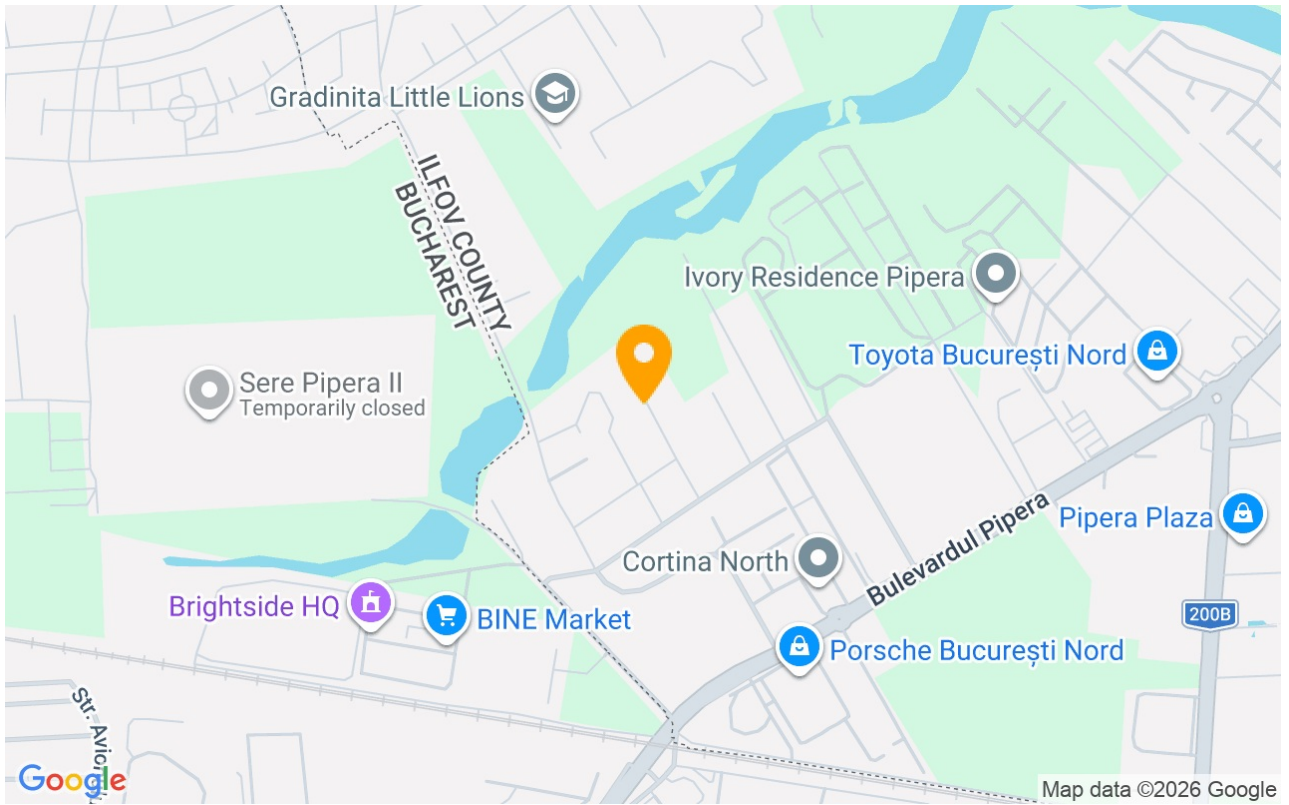 Gradinita Little Lions
ILFOV COUNTY
BUCHAREST
Ivory Residence Pipera
Toyota București Nord
Sere Pipera II
Temporarily closed
Pipera Plaza
Bulevardul Pipera
Cortina North
Brightside HQ
BINE Market
200B
Porsche București Nord
Str.
Google
Map data ©2026 Google